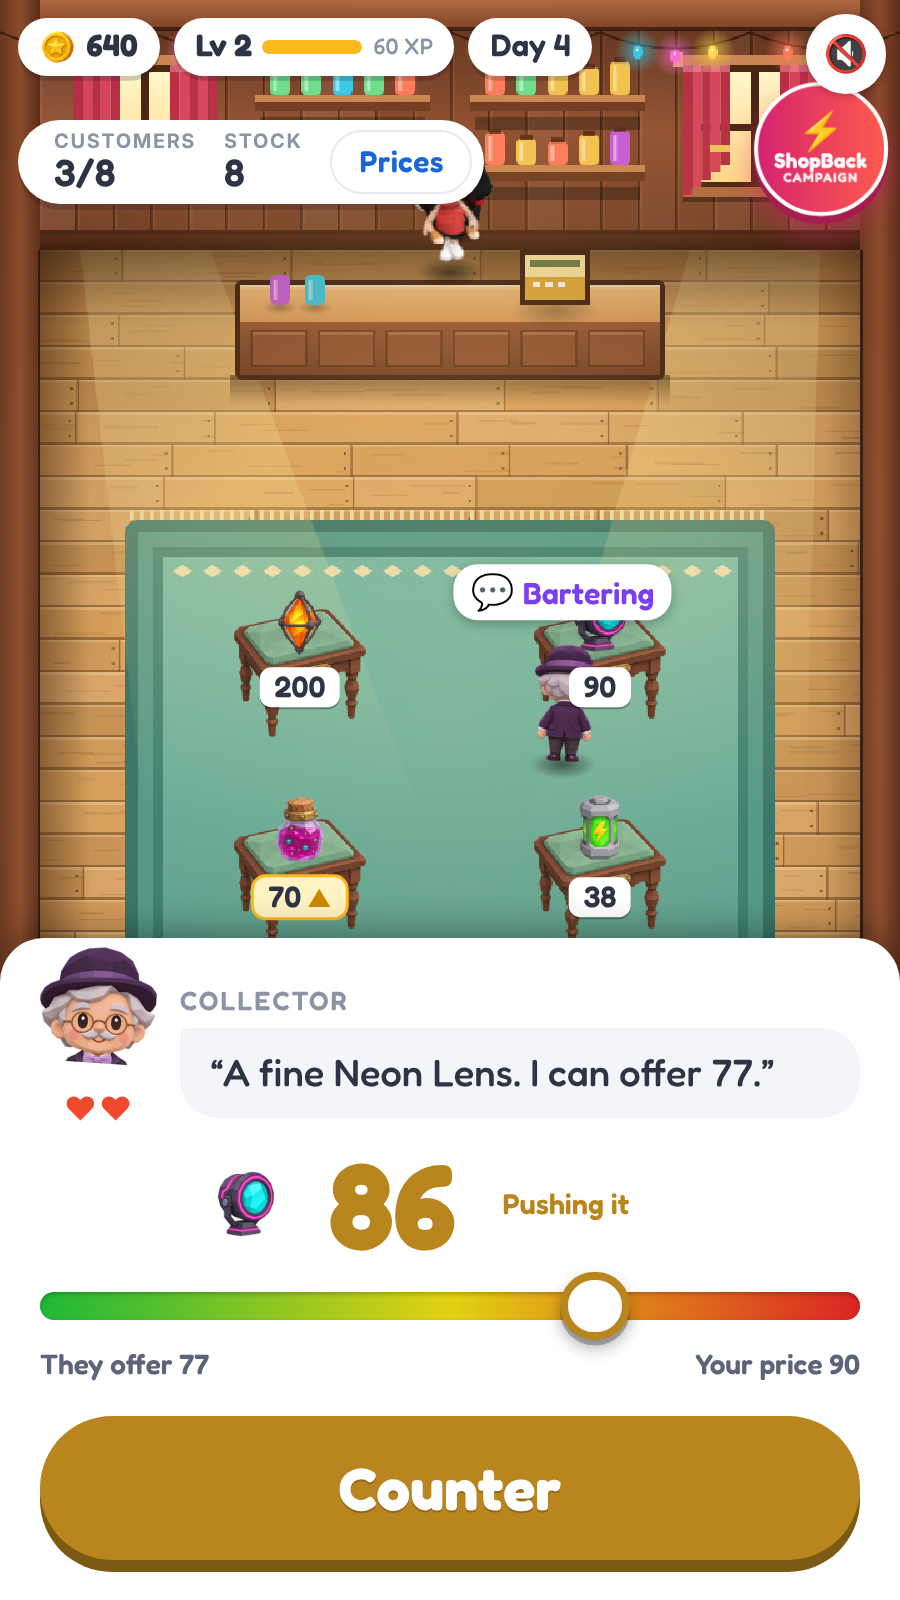 640
Lv 2
60 XP
Day 4
CUSTOMERS
3/8
STOCK
8
Prices
ShopBack
CAMPAIGN
Bartering
200
90
70
38
COLLECTOR
“A fine Neon Lens. I can offer 77.”
86
Pushing it
They offer 77
Your price 90
Counter